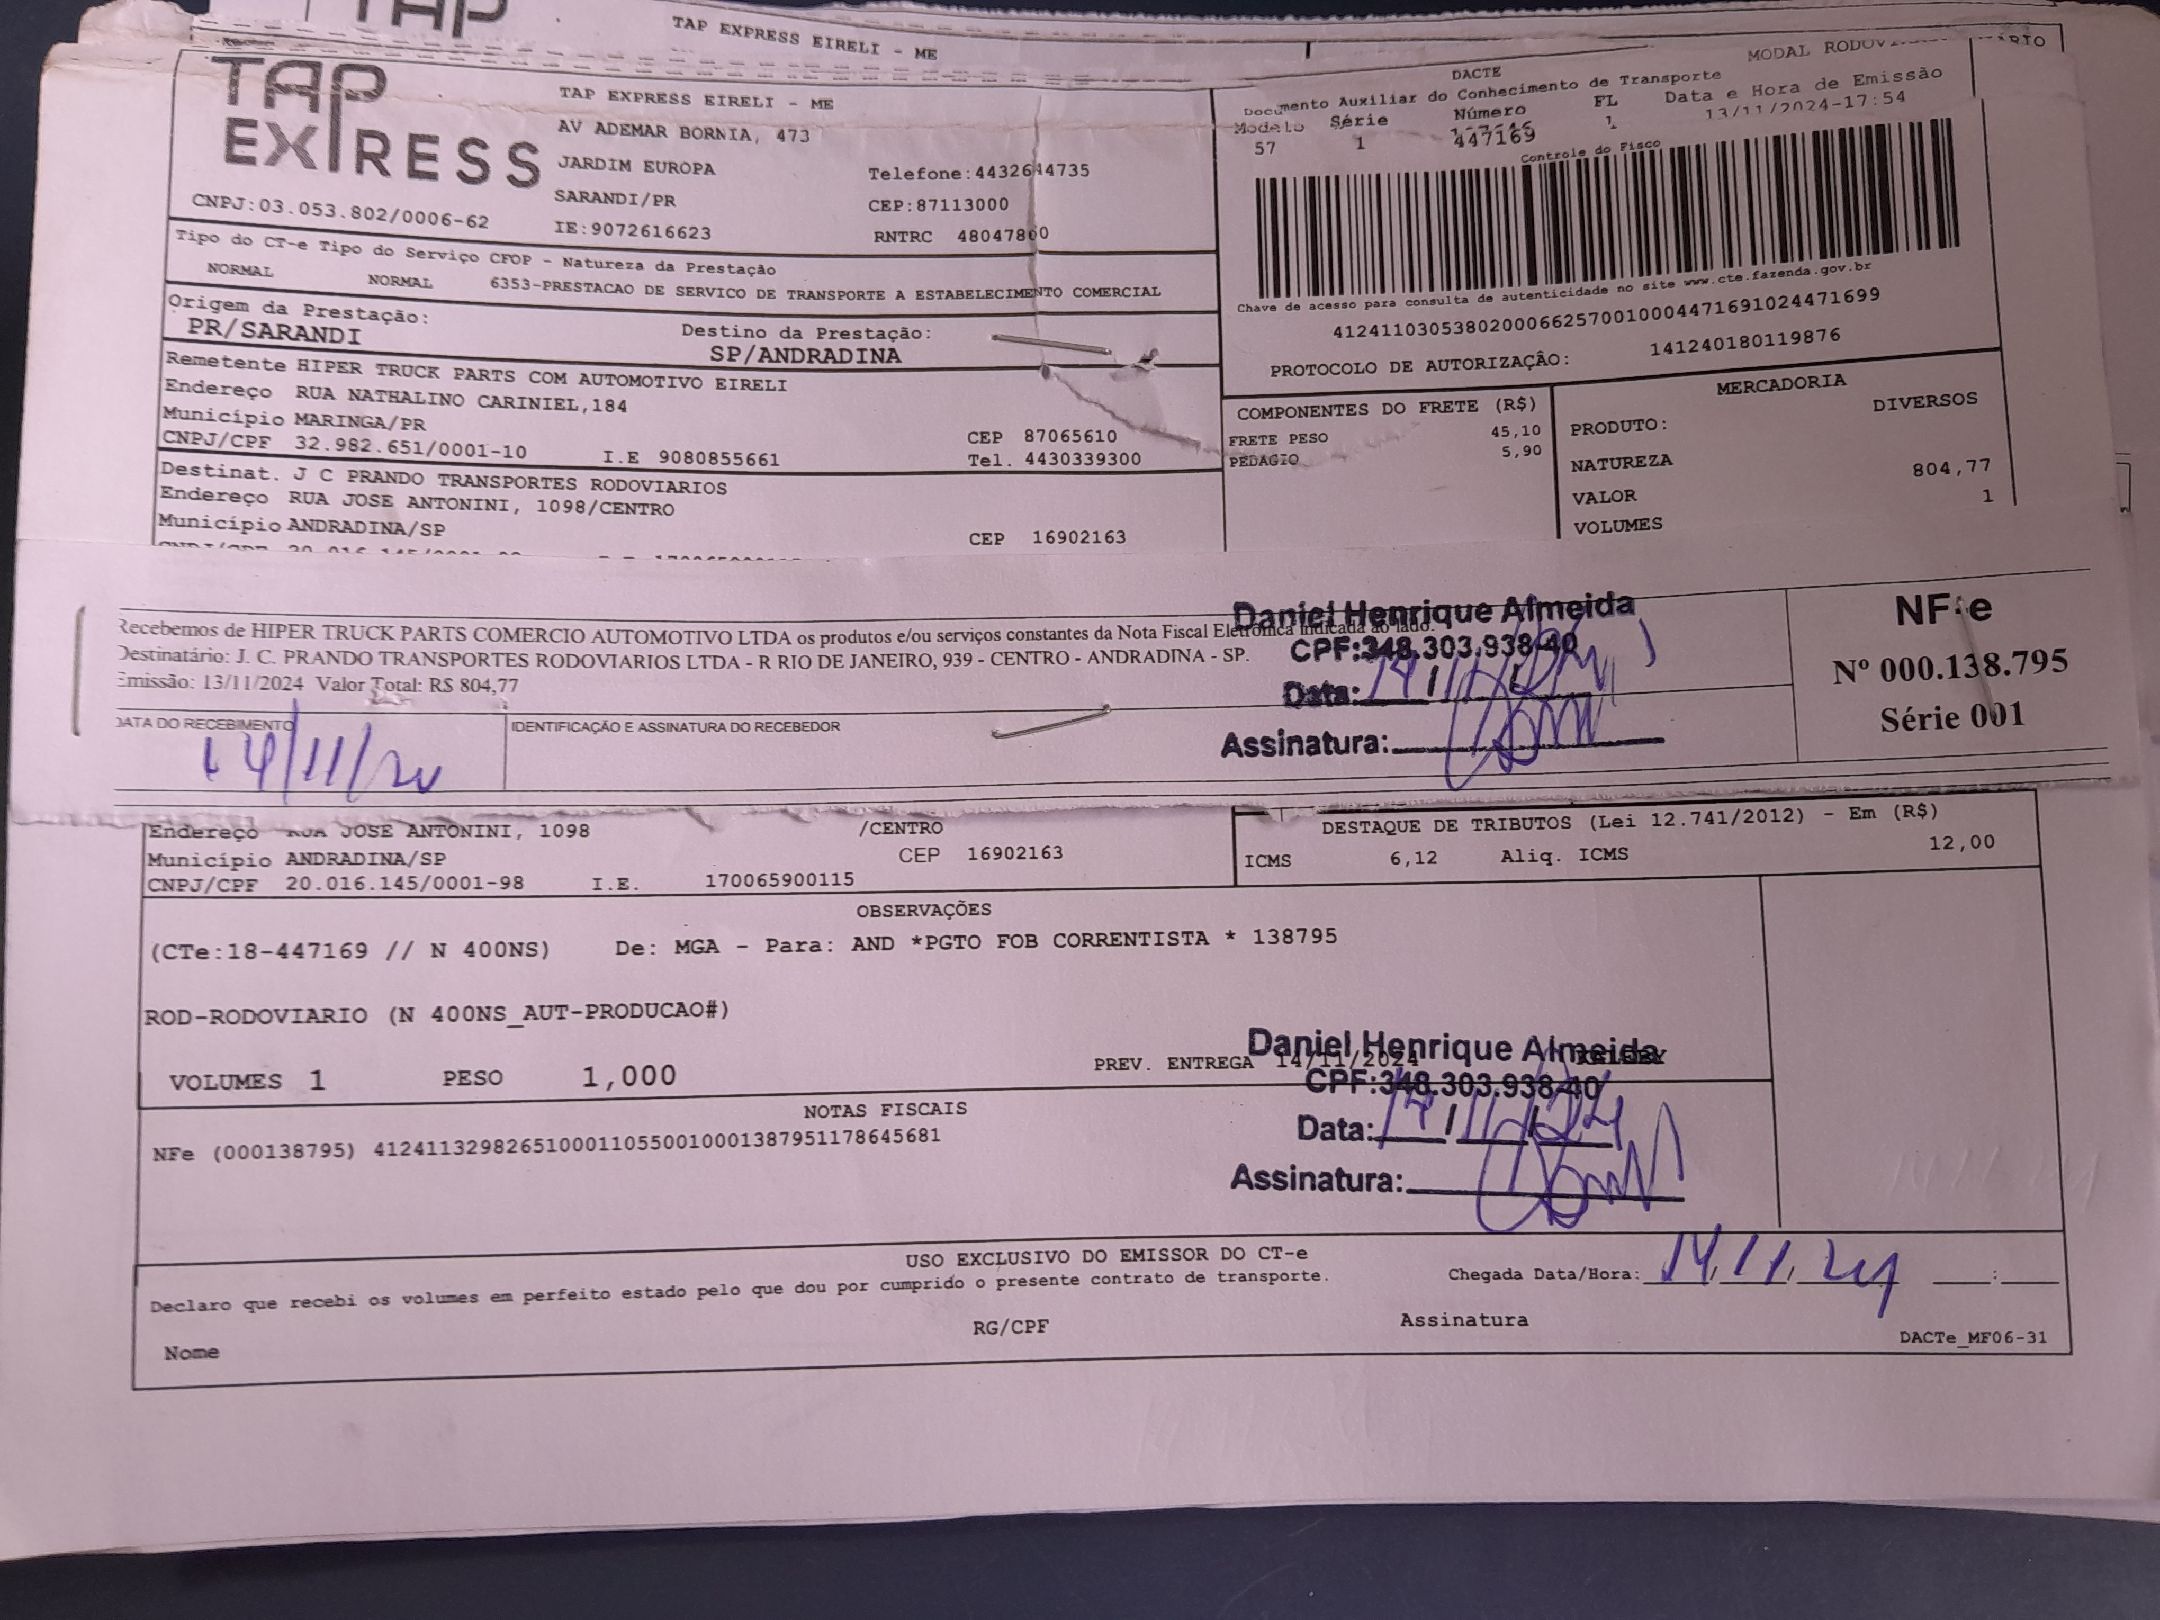 TAP
TAP EXPRESS EIRELI - ME
TAP EXPRESS
TAP EXPRESS EIRELI - ME
AV ADEMAR BORNIA, 473
JARDIM EUROPA
Telefone:4432644735
SARANDI/PR
CEP:87113000
CNPJ:03.053.802/0006-62
IE:9072616623
RNTRC 48047860
DACTE
MODAL
Documento Auxiliar do Conhecimento de Transporte
Modelo Série Número FL Data e Hora de Emissão
57 1 447169 1 13/11/2024-17:54
Controle do Fisco
Chave de acesso para consulta de autenticidade no site www.cte.fazenda.gov.br
41241103053802000662570010004471691024471699
PROTOCOLO DE AUTORIZAÇÂO: 141240180119876
Tipo do CT-e Tipo do Serviço CFOP - Natureza da Prestação
NORMAL NORMAL 6353-PRESTACAO DE SERVICO DE TRANSPORTE A ESTABELECIMENTO COMERCIAL
Origem da Prestação: Destino da Prestação:
PR/SARANDI SP/ANDRADINA
Remetente HIPER TRUCK PARTS COM AUTOMOTIVO EIRELI
Endereço RUA NATHALINO CARINIEL,184
Município MARINGA/PR CEP 87065610
CNPJ/CPF 32.982.651/0001-10 I.E 9080855661 Tel. 4430339300
Destinat. J C PRANDO TRANSPORTES RODOVIARIOS
Endereço RUA JOSE ANTONINI, 1098/CENTRO
Município ANDRADINA/SP CEP 16902163
COMPONENTES DO FRETE (R$)
FRETE PESO 45,10
PEDAGIO 5,90
MERCADORIA
PRODUTO: DIVERSOS
NATUREZA
VALOR 804,77
VOLUMES 1
Recebemos de HIPER TRUCK PARTS COMERCIO AUTOMOTIVO LTDA os produtos e/ou serviços constantes da Nota Fiscal Eletrônica indicada ao lado.
Destinatário: J. C. PRANDO TRANSPORTES RODOVIARIOS LTDA - R RIO DE JANEIRO, 939 - CENTRO - ANDRADINA - SP.
Emissão: 13/11/2024 Valor Total: R$ 804,77
DATA DO RECEBIMENTO IDENTIFICAÇÃO E ASSINATURA DO RECEBEDOR
Daniel Henrique Almeida
CPF:348.303.938-40
Data:
Assinatura:
NF-e
Nº 000.138.795
Série 001
Endereço RUA JOSE ANTONINI, 1098 /CENTRO
Município ANDRADINA/SP CEP 16902163
CNPJ/CPF 20.016.145/0001-98 I.E. 170065900115
DESTAQUE DE TRIBUTOS (Lei 12.741/2012) - Em (R$)
ICMS 6,12 Aliq. ICMS 12,00
OBSERVAÇÕES
(CTe:18-447169 // N 400NS) De: MGA - Para: AND *PGTO FOB CORRENTISTA * 138795
ROD-RODOVIARIO (N 400NS_AUT-PRODUCAO#)
VOLUMES 1 PESO 1,000 PREV. ENTREGA 14/11/2024
Daniel Henrique Almeida
CPF:348.303.938-40
Data: 14/11/24
Assinatura:
NOTAS FISCAIS
NFe (000138795) 41241132982651000110550010001387951178645681
USO EXCLUSIVO DO EMISSOR DO CT-e
Declaro que recebi os volumes em perfeito estado pelo que dou por cumprido o presente contrato de transporte.
Chegada Data/Hora: 14/11/24 __:__
Nome RG/CPF Assinatura
DACTe_MF06-31